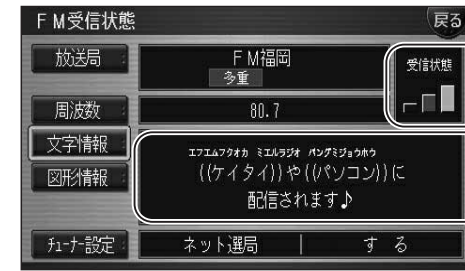 FM受信状態
戻る
放送局
FM福岡
多重
受信状態
周波数
80.7
文字情報
エフエムフクオカ ミエルラジオ バングミジョウホウ
((ケイタイ))や((パソコン))に
配信されます♪
図形情報
チューナー設定
ネット選局 | する